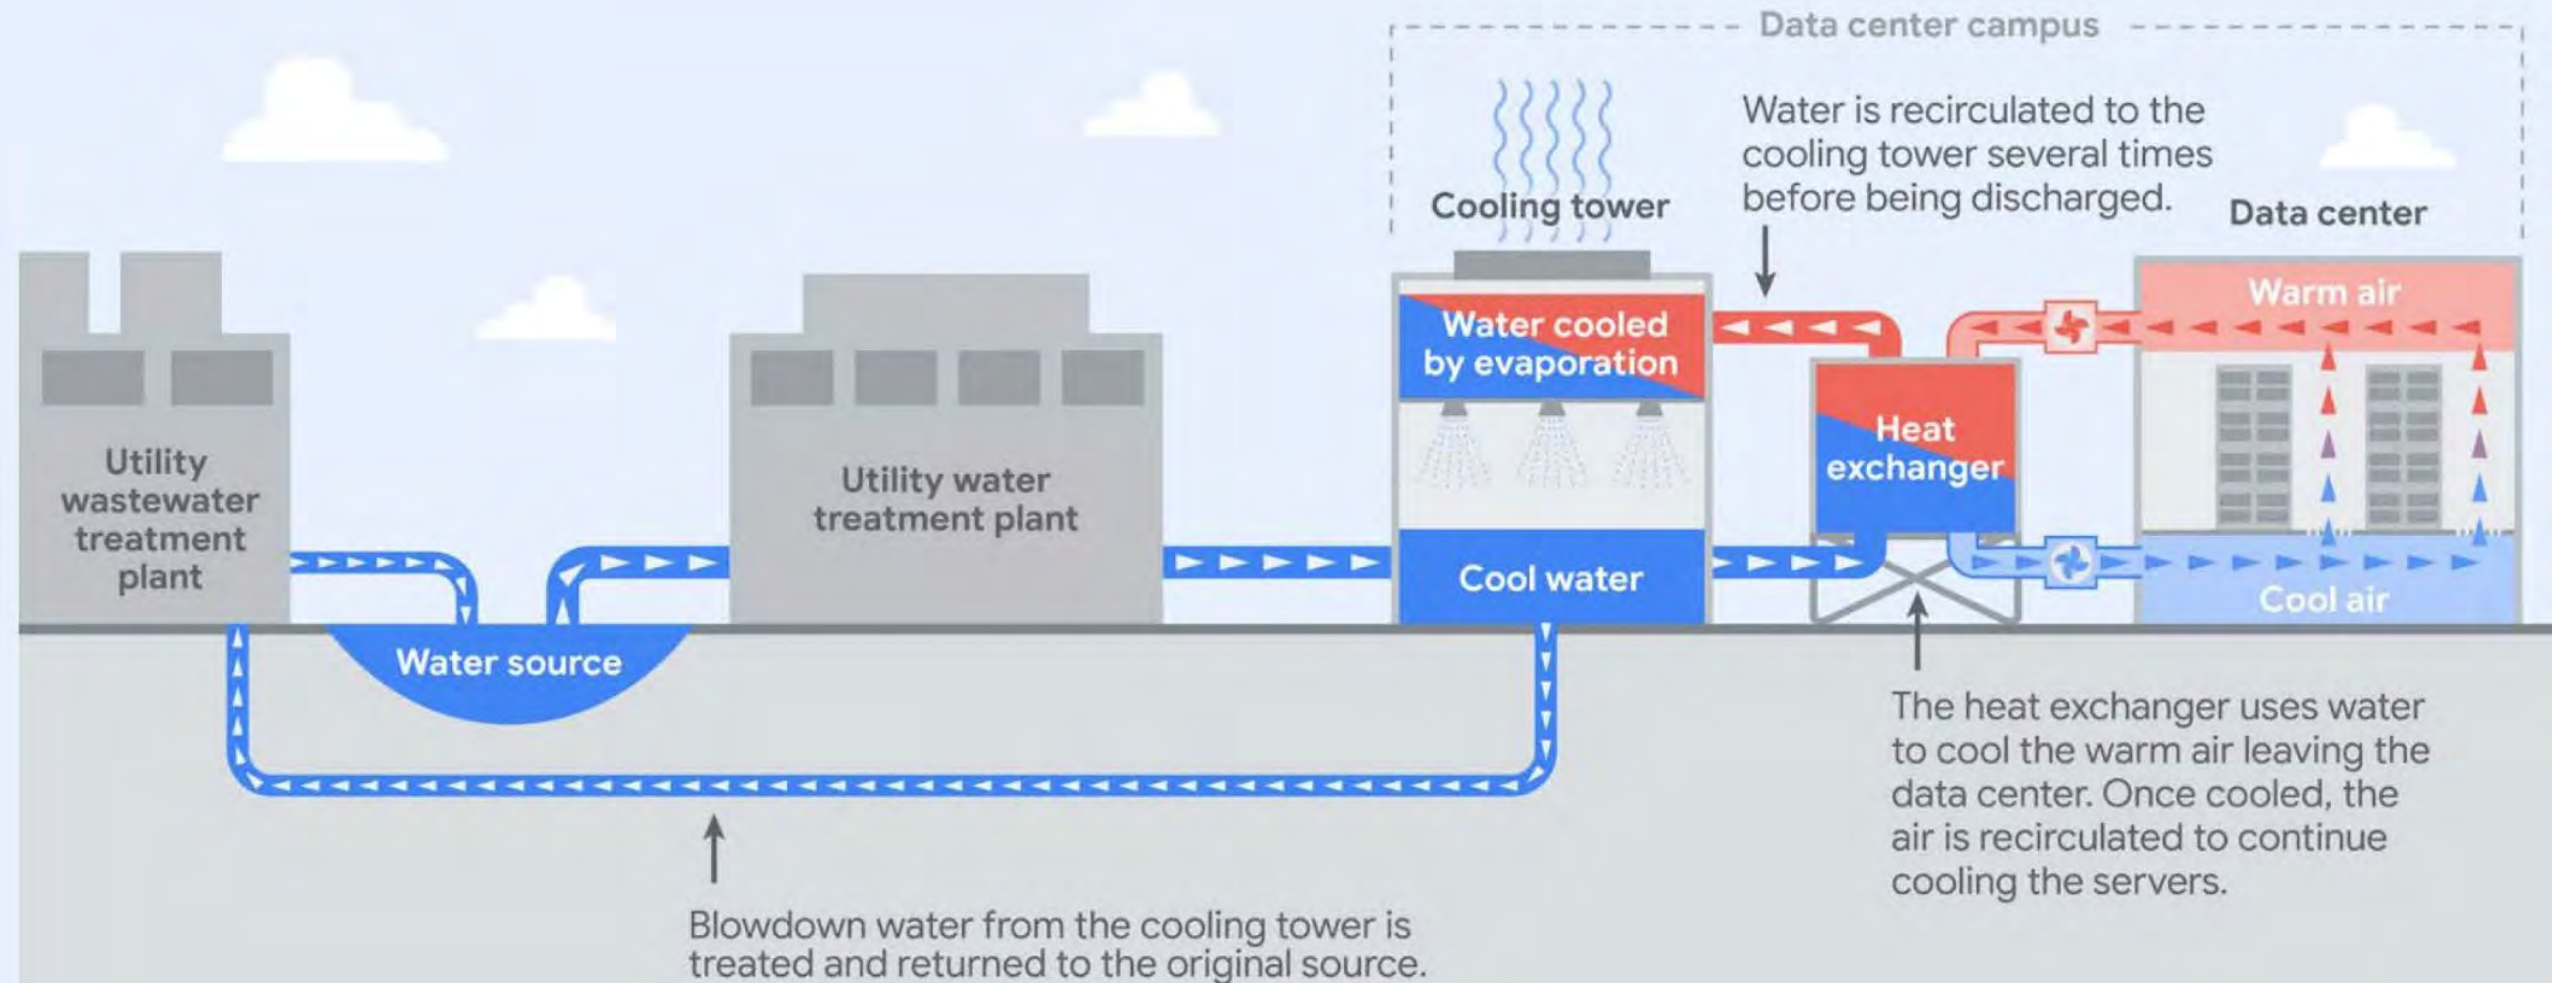 Data center campus
Water is recirculated to the
cooling tower several times
before being discharged.
Cooling tower
Data center
Warm air
Water cooled
by evaporation
Heat
exchanger
Utility
wastewater
treatment
plant
Utility water
treatment plant
Cool water
Cool air
Water source
The heat exchanger uses water
to cool the warm air leaving the
data center. Once cooled, the
air is recirculated to continue
cooling the servers.
Blowdown water from the cooling tower is
treated and returned to the original source.